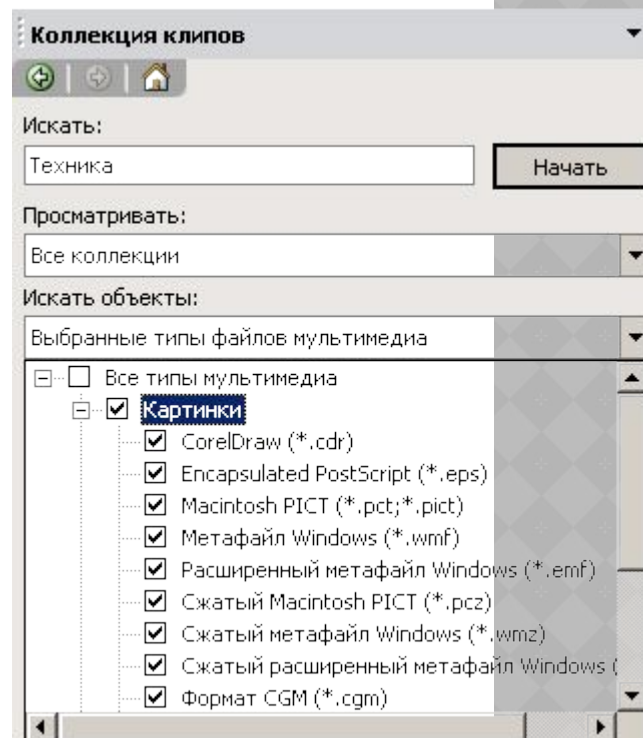 Коллекция клипов
Искать:
Техника
Начать
Просматривать:
Все коллекции
Искать объекты:
Выбранные типы файлов мультимедиа
Все типы мультимедиа
Картинки
CorelDraw (*.cdr)
Encapsulated PostScript (*.eps)
Macintosh PICT (*.pct;*.pict)
Метафайл Windows (*.wmf)
Расширенный метафайл Windows (*.emf)
Сжатый Macintosh PICT (*.pcz)
Сжатый метафайл Windows (*.wmz)
Сжатый расширенный метафайл Windows (
Формат CGM (*.cgm)